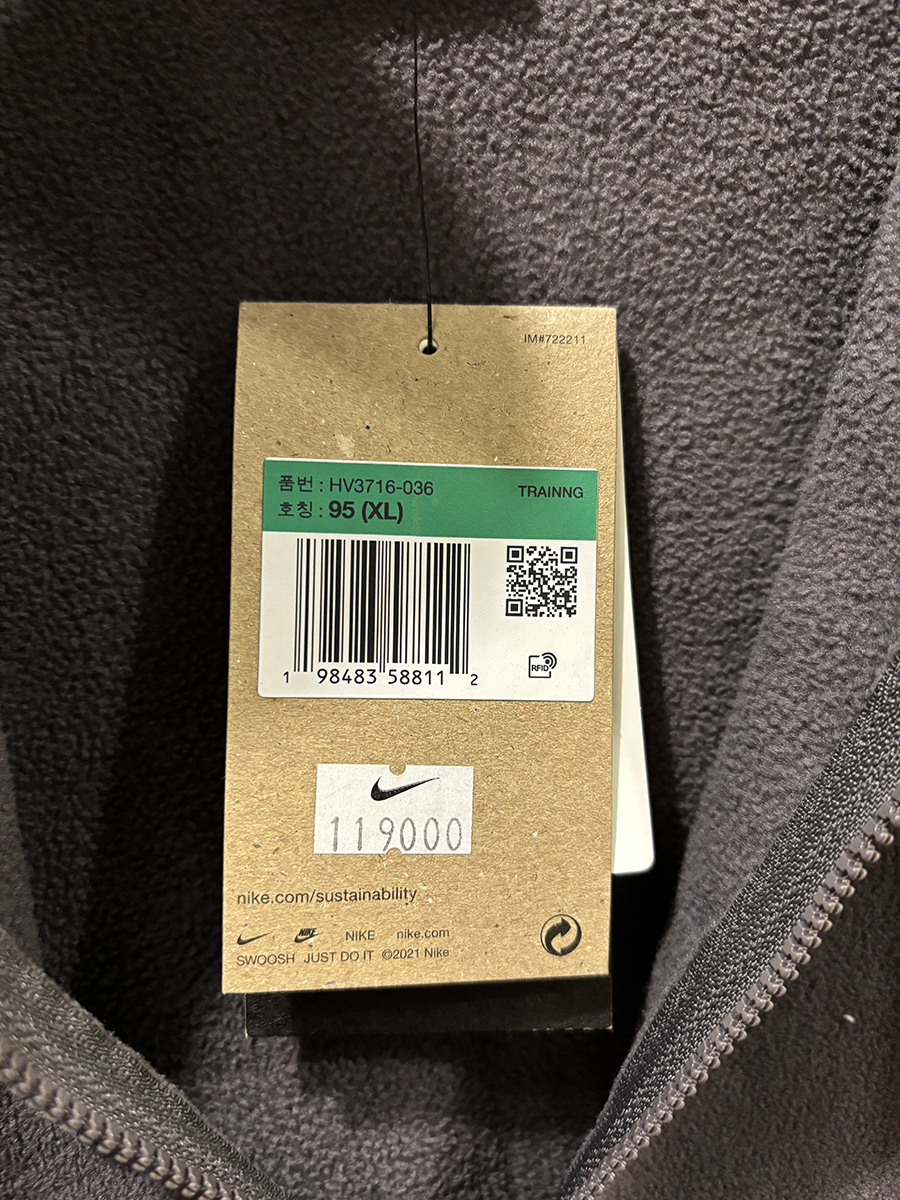 IM#722211
품번 : HV3716-036
TRAINNG
호칭 : 95 (XL)
1 98483 58811 2
RFID
119000
nike.com/sustainability
NIKE NIKE nike.com
SWOOSH JUST DO IT ©2021 Nike